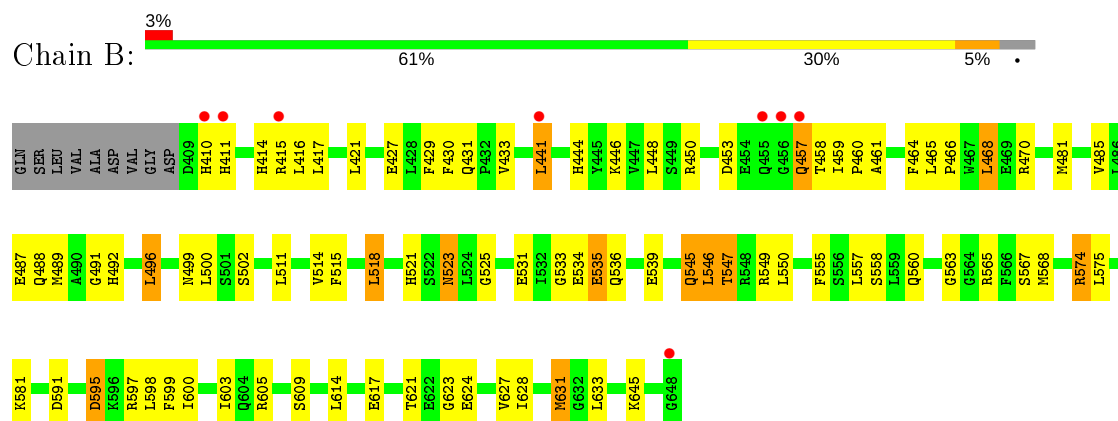 3%
Chain B:
61% 30% 5% •
GLN SER LEU VAL ALA ASP VAL GLY ASP D409 H410 H411 H414 R415 L416 L417 L421 E427 L428 F429 F430 Q431 P432 V433 L441 H444 Y445 K446 V447 L448 S449 R450 D453 E454 Q455 G456 Q457 T458 I459 P460 A461 F464 L465 P466 W467 L468 E469 R470 M481 V485 L486
E487 Q488 M489 A490 G491 H492 L496 N499 L500 S501 S502 L511 V514 F515 L518 H521 S522 N523 L524 G525 E531 I532 G533 E534 E535 Q536 E539 Q545 L546 T547 R548 R549 L550 F555 S556 L557 S558 L559 Q560 G563 G564 R565 F566 S567 M568 R574 L575
K581 D591 D595 K596 R597 L598 F599 I600 I603 Q604 R605 S609 L614 E617 T621 E622 G623 E624 V627 I628 M631 G632 L633 K645 G648